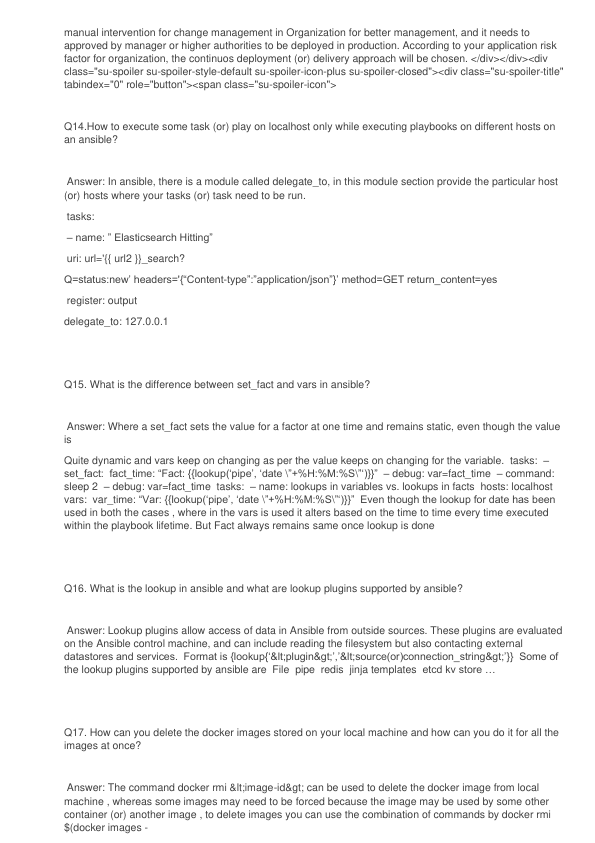 manual intervention for change management in Organization for better management, and it needs to
approved by manager or higher authorities to be deployed in production. According to your application risk
factor for organization, the continuos deployment (or) delivery approach will be chosen. </div></div><div
class="su-spoiler su-spoiler-style-default su-spoiler-icon-plus su-spoiler-closed"><div class="su-spoiler-title"
tabindex="0" role="button"><span class="su-spoiler-icon">
Q14.How to execute some task (or) play on localhost only while executing playbooks on different hosts on
an ansible?
Answer: In ansible, there is a module called delegate_to, in this module section provide the particular host
(or) hosts where your tasks (or) task need to be run.
tasks:
– name: ” Elasticsearch Hitting”
uri: url='{{ url2 }}_search?
Q=status:new’ headers='{“Content-type”:”application/json”}’ method=GET return_content=yes
register: output
delegate_to: 127.0.0.1
Q15. What is the difference between set_fact and vars in ansible?
Answer: Where a set_fact sets the value for a factor at one time and remains static, even though the value
is
Quite dynamic and vars keep on changing as per the value keeps on changing for the variable.  tasks:  –
set_fact:  fact_time: “Fact: {{lookup(‘pipe’, ‘date \”+%H:%M:%S\”‘)}}”  – debug: var=fact_time  – command:
sleep 2  – debug: var=fact_time  tasks:  – name: lookups in variables vs. lookups in facts  hosts: localhost
vars:  var_time: “Var: {{lookup(‘pipe’, ‘date \”+%H:%M:%S\”‘)}}”  Even though the lookup for date has been
used in both the cases , where in the vars is used it alters based on the time to time every time executed
within the playbook lifetime. But Fact always remains same once lookup is done
Q16. What is the lookup in ansible and what are lookup plugins supported by ansible?
Answer: Lookup plugins allow access of data in Ansible from outside sources. These plugins are evaluated
on the Ansible control machine, and can include reading the filesystem but also contacting external
datastores and services.  Format is {lookup{‘&lt;plugin&gt;’,’&lt;source(or)connection_string&gt;’}}  Some of
the lookup plugins supported by ansible are  File  pipe  redis  jinja templates  etcd kv store …
Q17. How can you delete the docker images stored on your local machine and how can you do it for all the
images at once?
Answer: The command docker rmi &lt;image-id&gt; can be used to delete the docker image from local
machine , whereas some images may need to be forced because the image may be used by some other
container (or) another image , to delete images you can use the combination of commands by docker rmi
$(docker images -